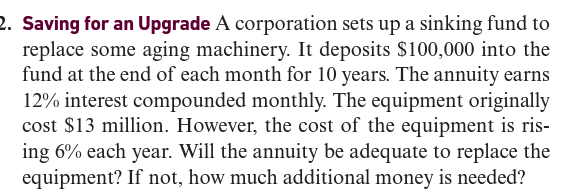 2. Saving for an Upgrade A corporation sets up a sinking fund to
replace some aging machinery. It deposits $100,000 into the
fund at the end of each month for 10 years. The annuity earns
12% interest compounded monthly. The equipment originally
cost $13 million. However, the cost of the equipment is ris-
ing 6% each year. Will the annuity be adequate to replace the
equipment? If not, how much additional money is needed?